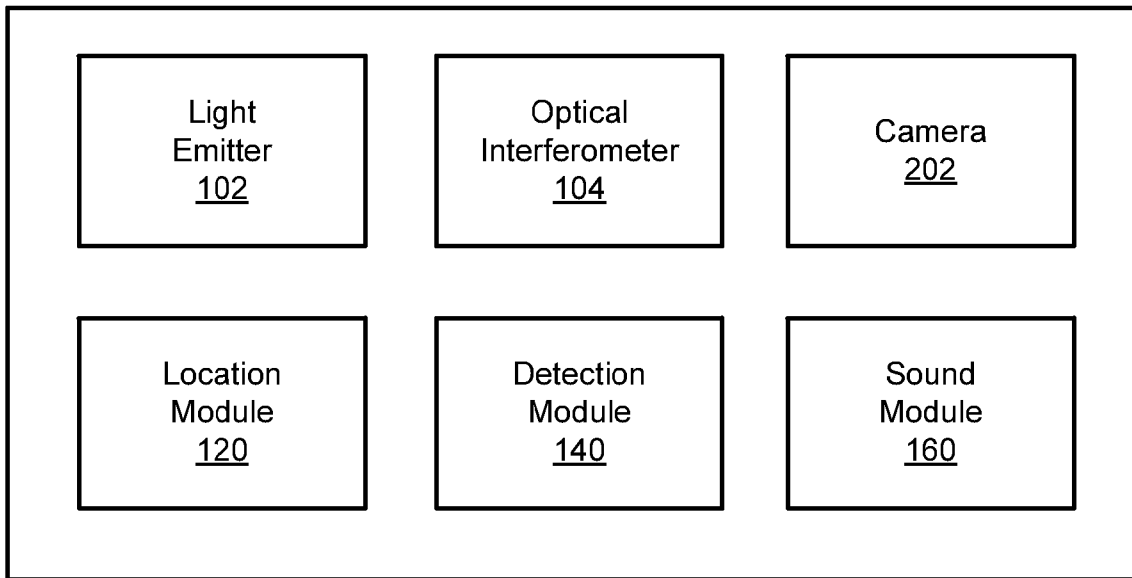 Light
Emitter
102
Optical
Interferometer
104
Camera
202
Location
Module
120
Detection
Module
140
Sound
Module
160